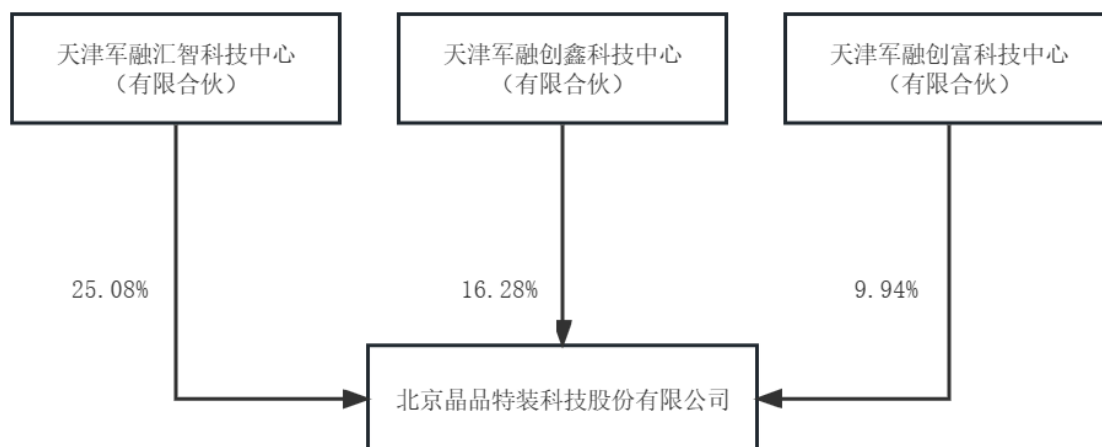 天津军融汇智科技中心
（有限合伙）
天津军融创鑫科技中心
（有限合伙）
天津军融创富科技中心
（有限合伙）
25.08%
16.28%
9.94%
北京晶品特装科技股份有限公司